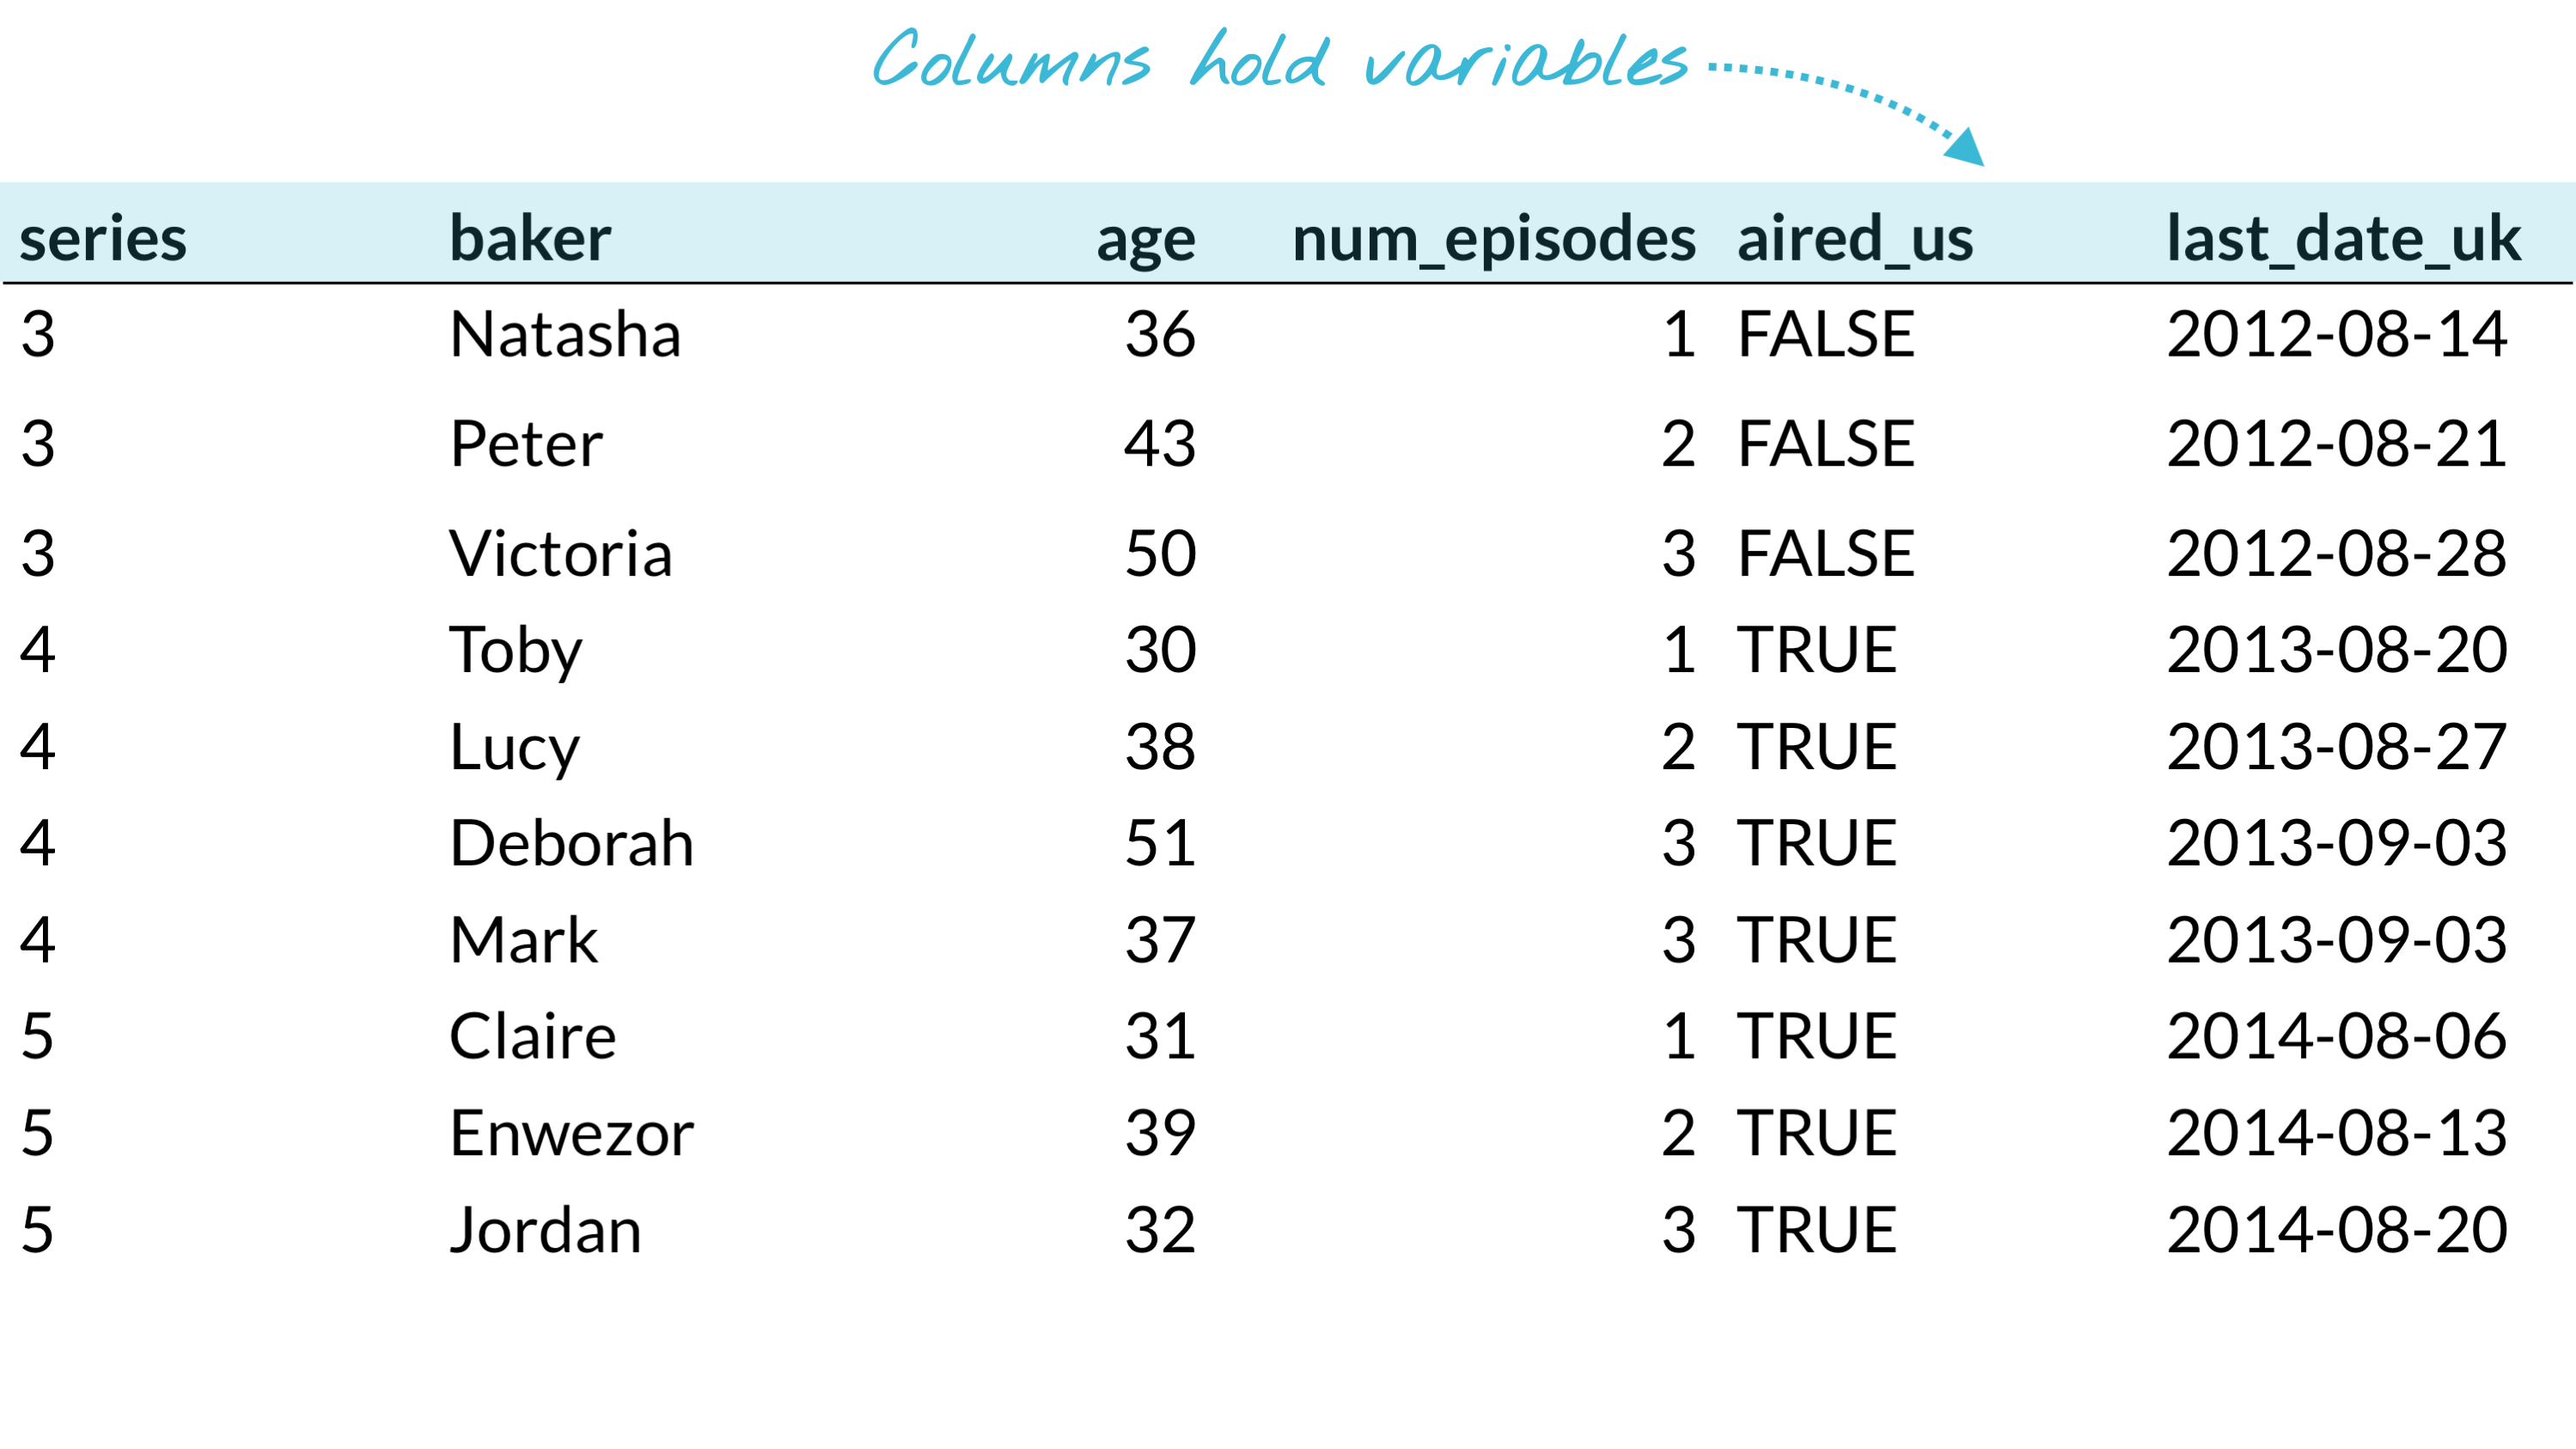 Columns hold variables
series baker age num_episodes aired_us last_date_uk
3 Natasha 36 1 FALSE 2012-08-14
3 Peter 43 2 FALSE 2012-08-21
3 Victoria 50 3 FALSE 2012-08-28
4 Toby 30 1 TRUE 2013-08-20
4 Lucy 38 2 TRUE 2013-08-27
4 Deborah 51 3 TRUE 2013-09-03
4 Mark 37 3 TRUE 2013-09-03
5 Claire 31 1 TRUE 2014-08-06
5 Enwezor 39 2 TRUE 2014-08-13
5 Jordan 32 3 TRUE 2014-08-20